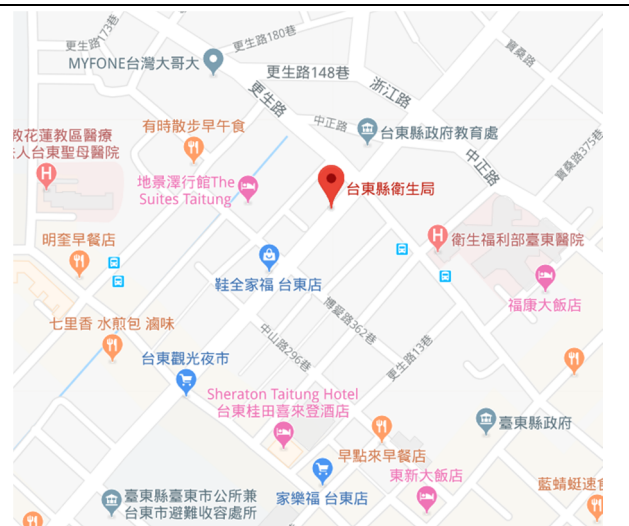 更生路173巷
更生路180巷
MYFONE台灣大哥大
更生路148巷
寶桑路
浙江路
更生路
中正路
台東縣政府教育處
有時散步早午食
教花蓮教區醫療
法人台東聖母醫院
中正路
寶桑路375巷
地景澤行館The
Suites Taitung
台東縣衛生局
明奎早餐店
衛生福利部臺東醫院
鞋全家福 台東店
福康大飯店
七里香 水煎包 滷味
博愛路362巷
中山路296巷
更生路13巷
台東觀光夜市
Sheraton Taitung Hotel
台東桂田喜來登酒店
臺東縣政府
早點來早餐店
東新大飯店
藍蜻蜓速食
臺東縣臺東市公所兼
台東市避難收容處所
家樂福 台東店